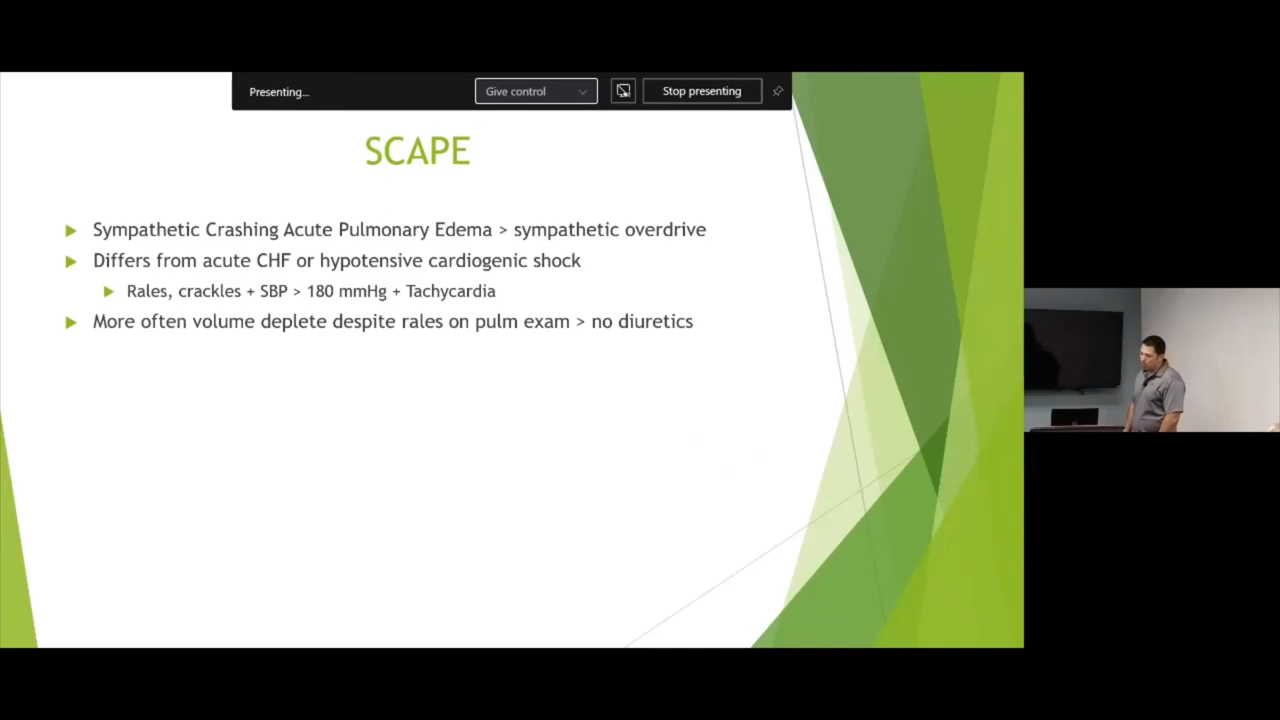 Presenting...
Give control
Stop presenting
SCAPE
Sympathetic Crashing Acute Pulmonary Edema > sympathetic overdrive
Differs from acute CHF or hypotensive cardiogenic shock
Rales, crackles + SBP > 180 mmHg + Tachycardia
More often volume deplete despite rales on pulm exam > no diuretics